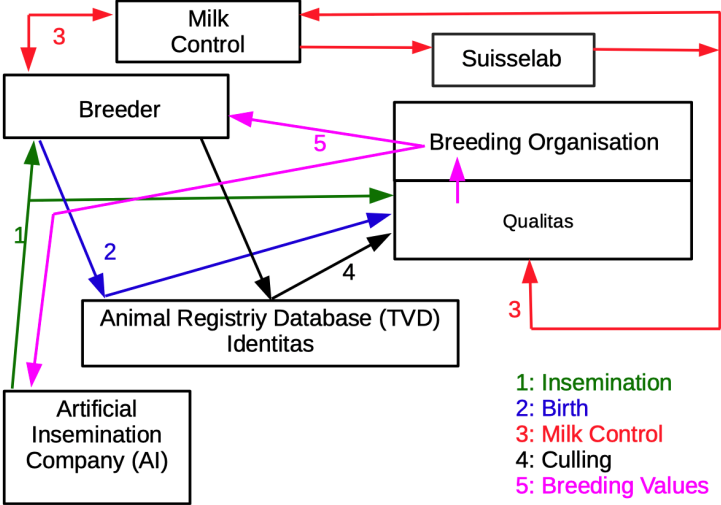 Milk
Control
3
Suisselab
Breeder
Breeding Organisation
5
Qualitas
1
2
4
3
Animal Registriy Database (TVD)
Identitas
Artificial
Insemination
Company (AI)
1: Insemination
2: Birth
3: Milk Control
4: Culling
5: Breeding Values